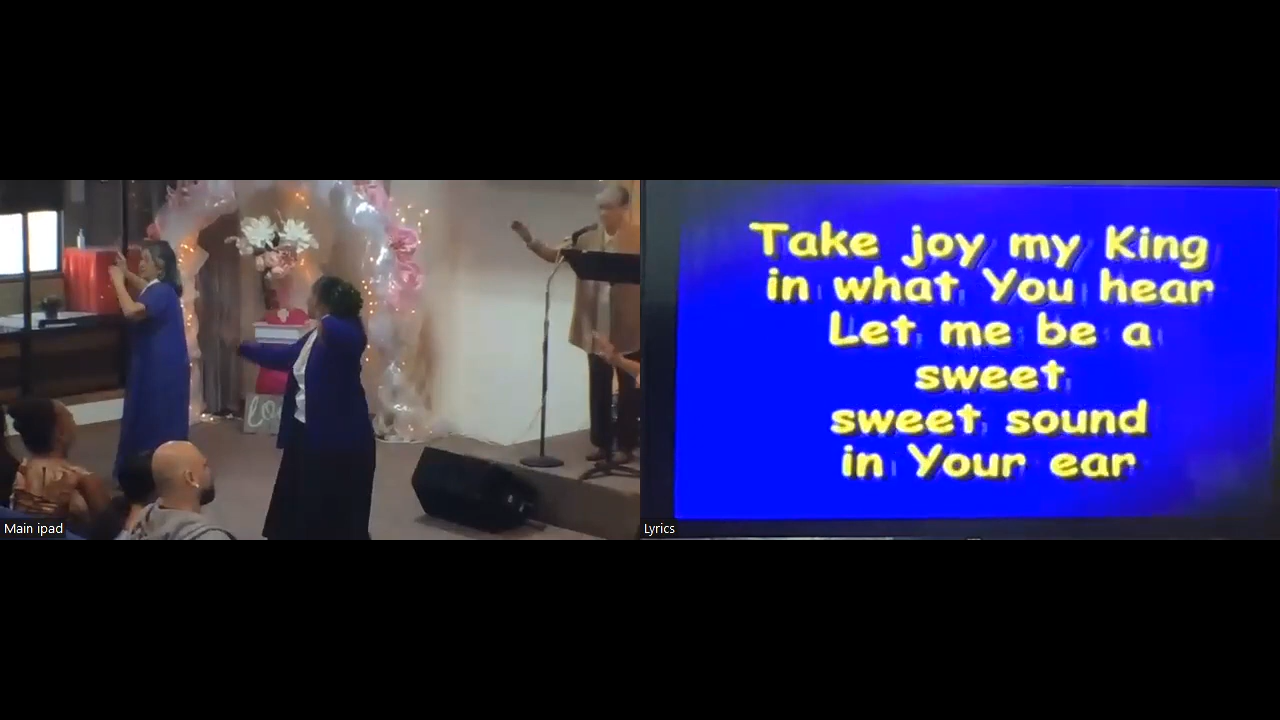 Take joy my King
in what You hear
Let me be a
sweet
sweet sound
in Your ear
Main ipad
Lyrics